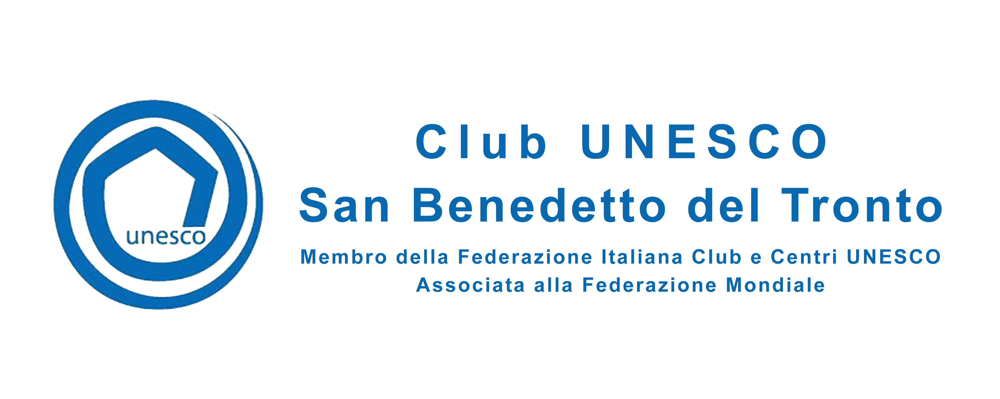 unesco
Club UNESCO
San Benedetto del Tronto
Membro della Federazione Italiana Club e Centri UNESCO
Associata alla Federazione Mondiale